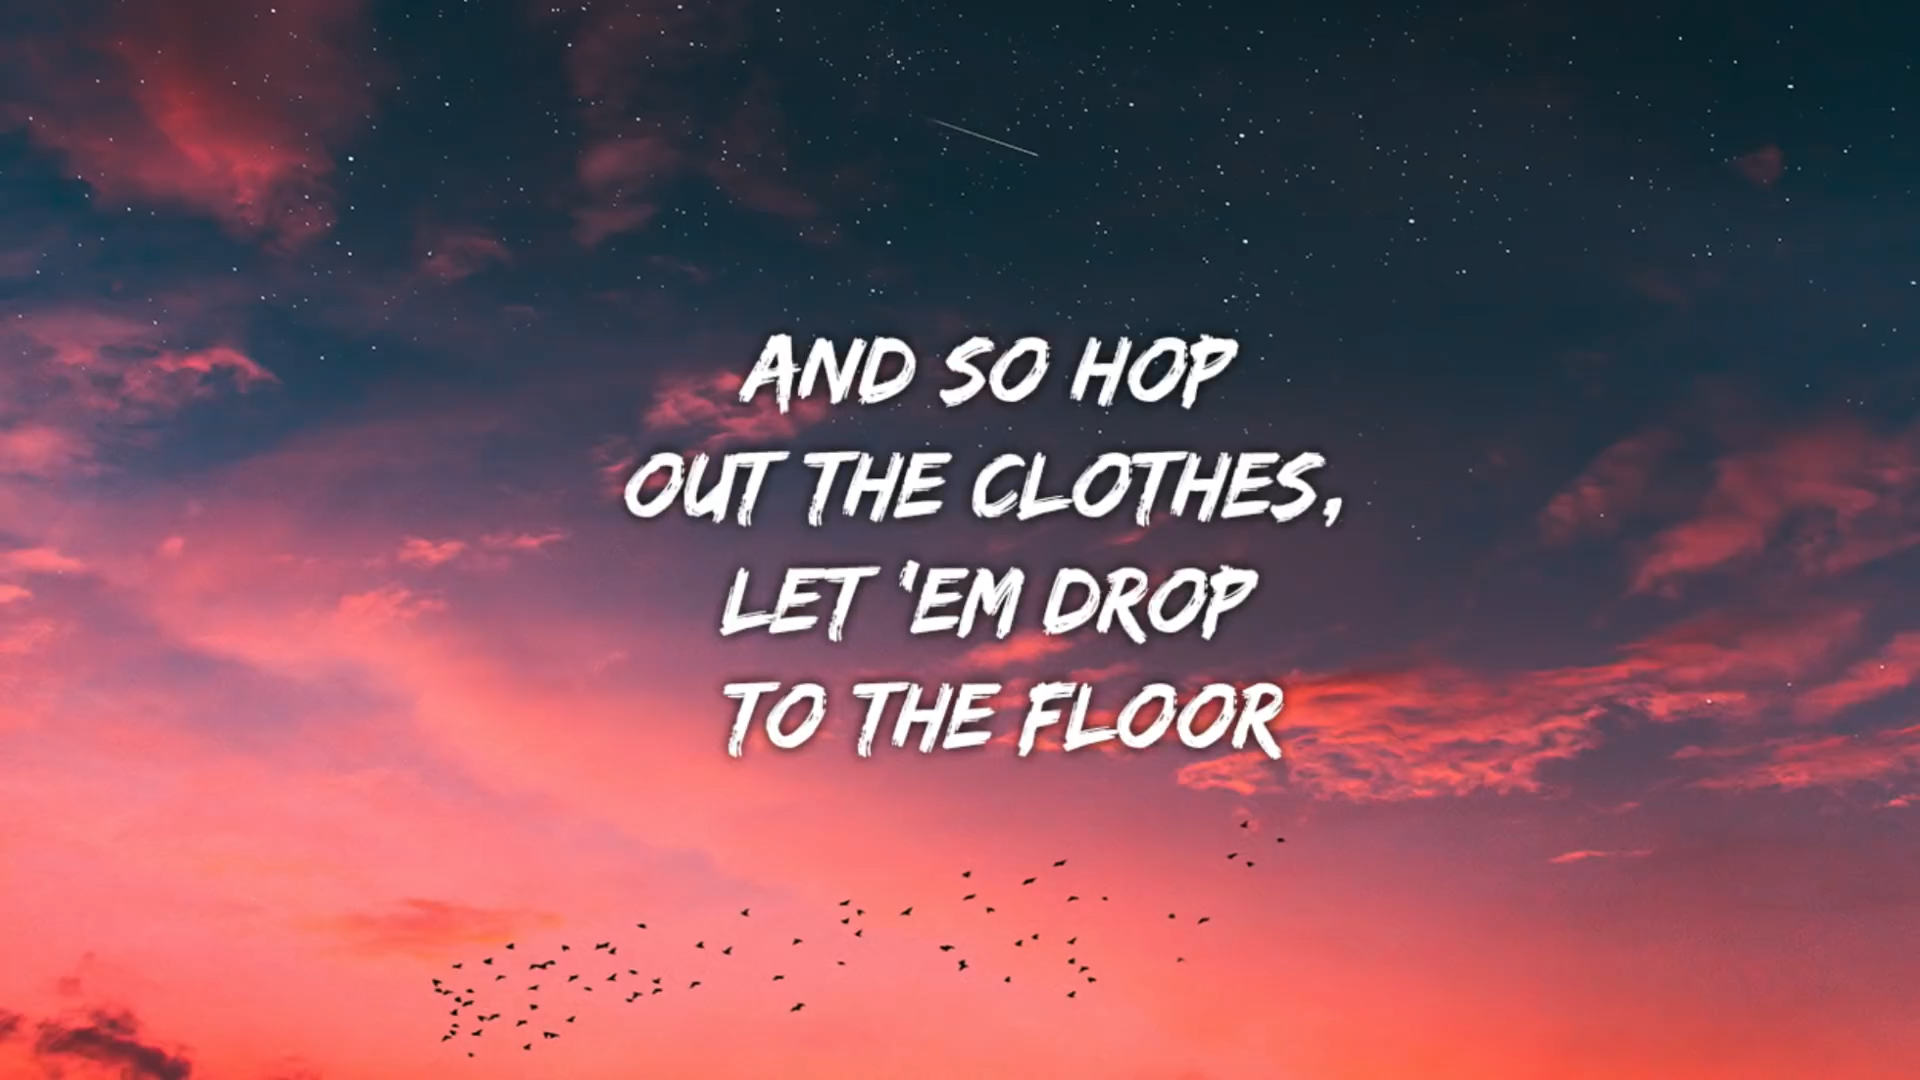 AND SO HOP
OUT THE CLOTHES,
LET 'EM DROP
TO THE FLOOR